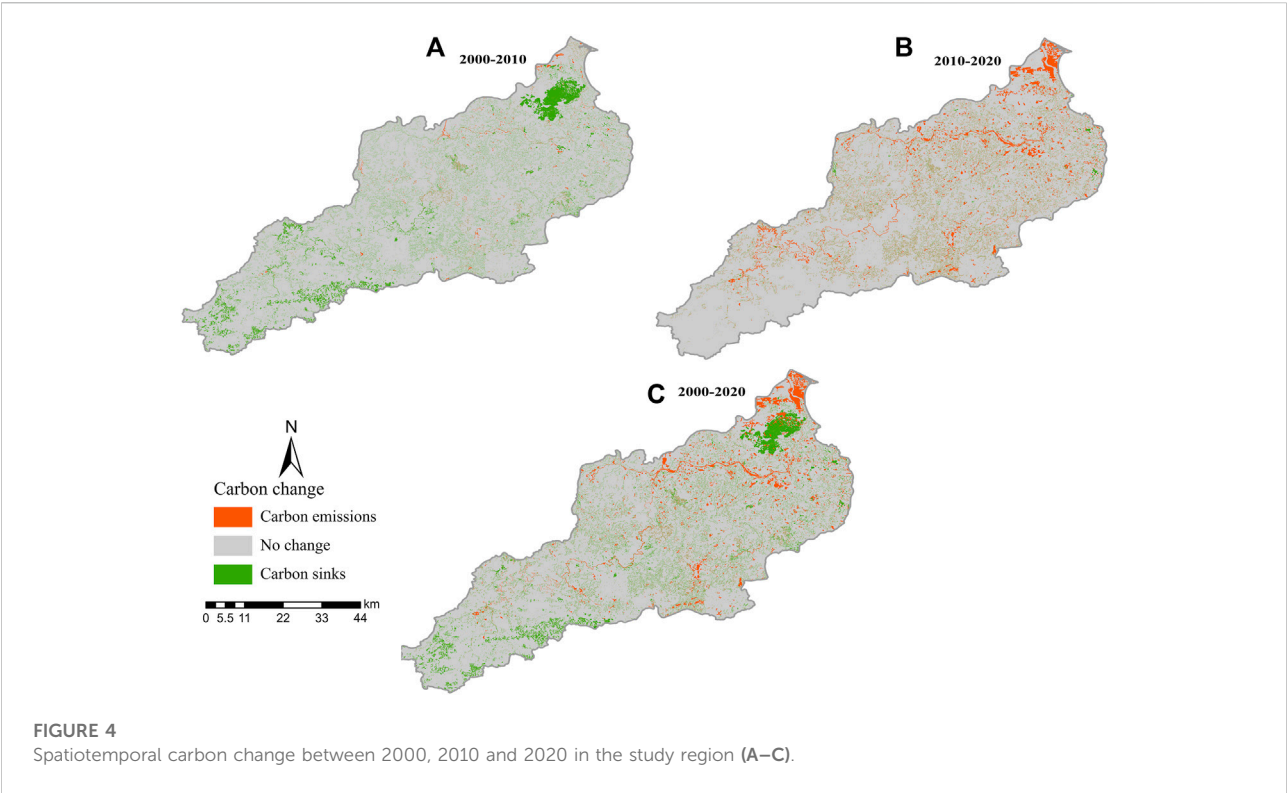 A
2000-2010
B
2010-2020
C
2000-2020
N
Carbon change
Carbon emissions
No change
Carbon sinks
km
0 5.5 11 22 33 44
FIGURE 4
Spatiotemporal carbon change between 2000, 2010 and 2020 in the study region (A–C).